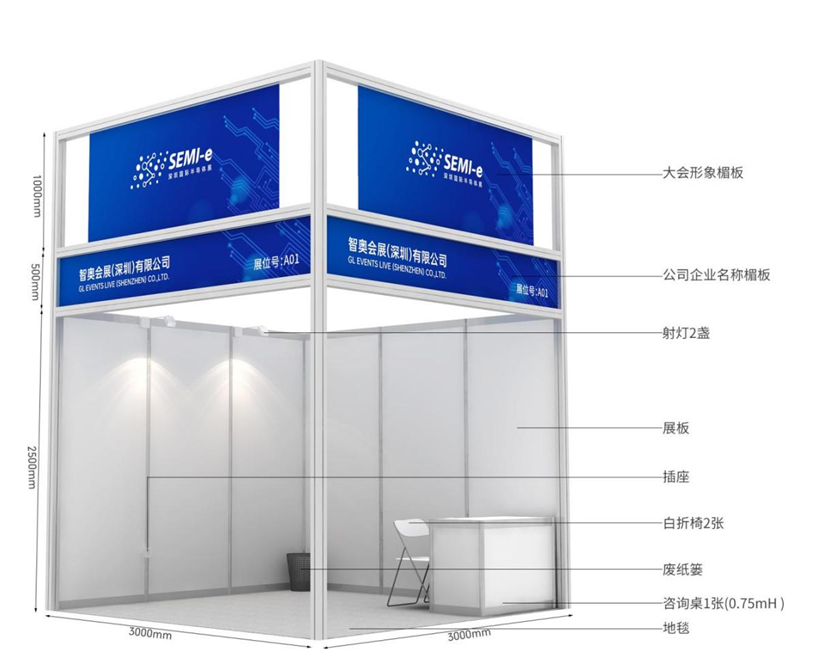 SEMI-e
深圳国际半导体展
SEMI-e
深圳国际半导体展
大会形象楣板
1000mm
智奥会展(深圳)有限公司
GL EVENTS LIVE (SHENZHEN) CO.,LTD.
展位号:A01
智奥会展(深圳)有限公司
GL EVENTS LIVE (SHENZHEN) CO.,LTD.
展位号:A01
公司企业名称楣板
500mm
射灯2盏
展板
2500mm
插座
白折椅2张
废纸篓
咨询桌1张(0.75mH )
地毯
3000mm
3000mm